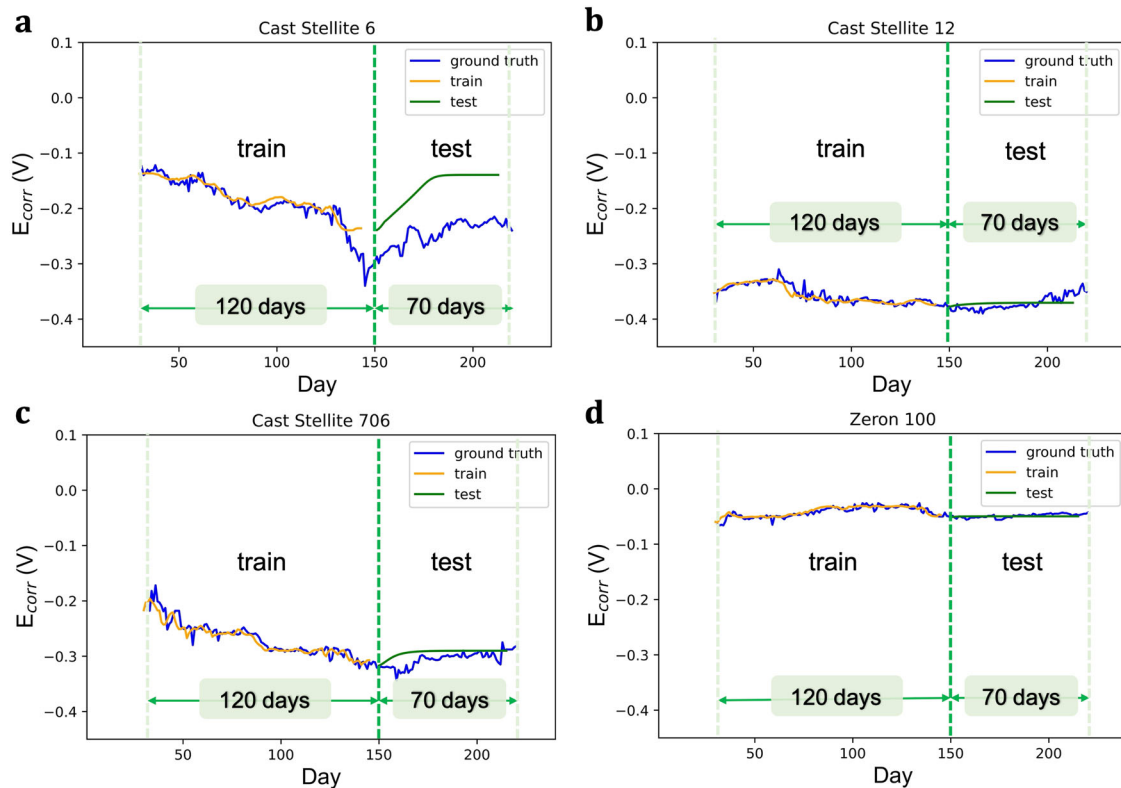 a
Cast Stellite 6
0.1
0.0
−0.1
−0.2
−0.3
−0.4
E_corr (V)
ground truth
train
test
train
test
120 days
70 days
50
100
150
200
Day
b
Cast Stellite 12
0.1
0.0
−0.1
−0.2
−0.3
−0.4
E_corr (V)
ground truth
train
test
train
test
120 days
70 days
50
100
150
200
Day
c
Cast Stellite 706
0.1
0.0
−0.1
−0.2
−0.3
−0.4
E_corr (V)
ground truth
train
test
train
test
120 days
70 days
50
100
150
200
Day
d
Zeron 100
0.1
0.0
−0.1
−0.2
−0.3
−0.4
E_corr (V)
ground truth
train
test
train
test
120 days
70 days
50
100
150
200
Day